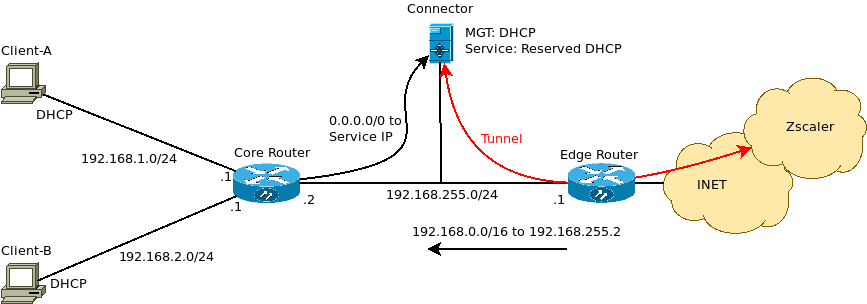 Connector
MGT: DHCP
Service: Reserved DHCP
Client-A
DHCP
0.0.0.0/0 to
Service IP
Tunnel
Zscaler
192.168.1.0/24
Core Router
Edge Router
.1
INET
.2
192.168.255.0/24
.1
.1
192.168.0.0/16 to 192.168.255.2
Client-B
192.168.2.0/24
DHCP